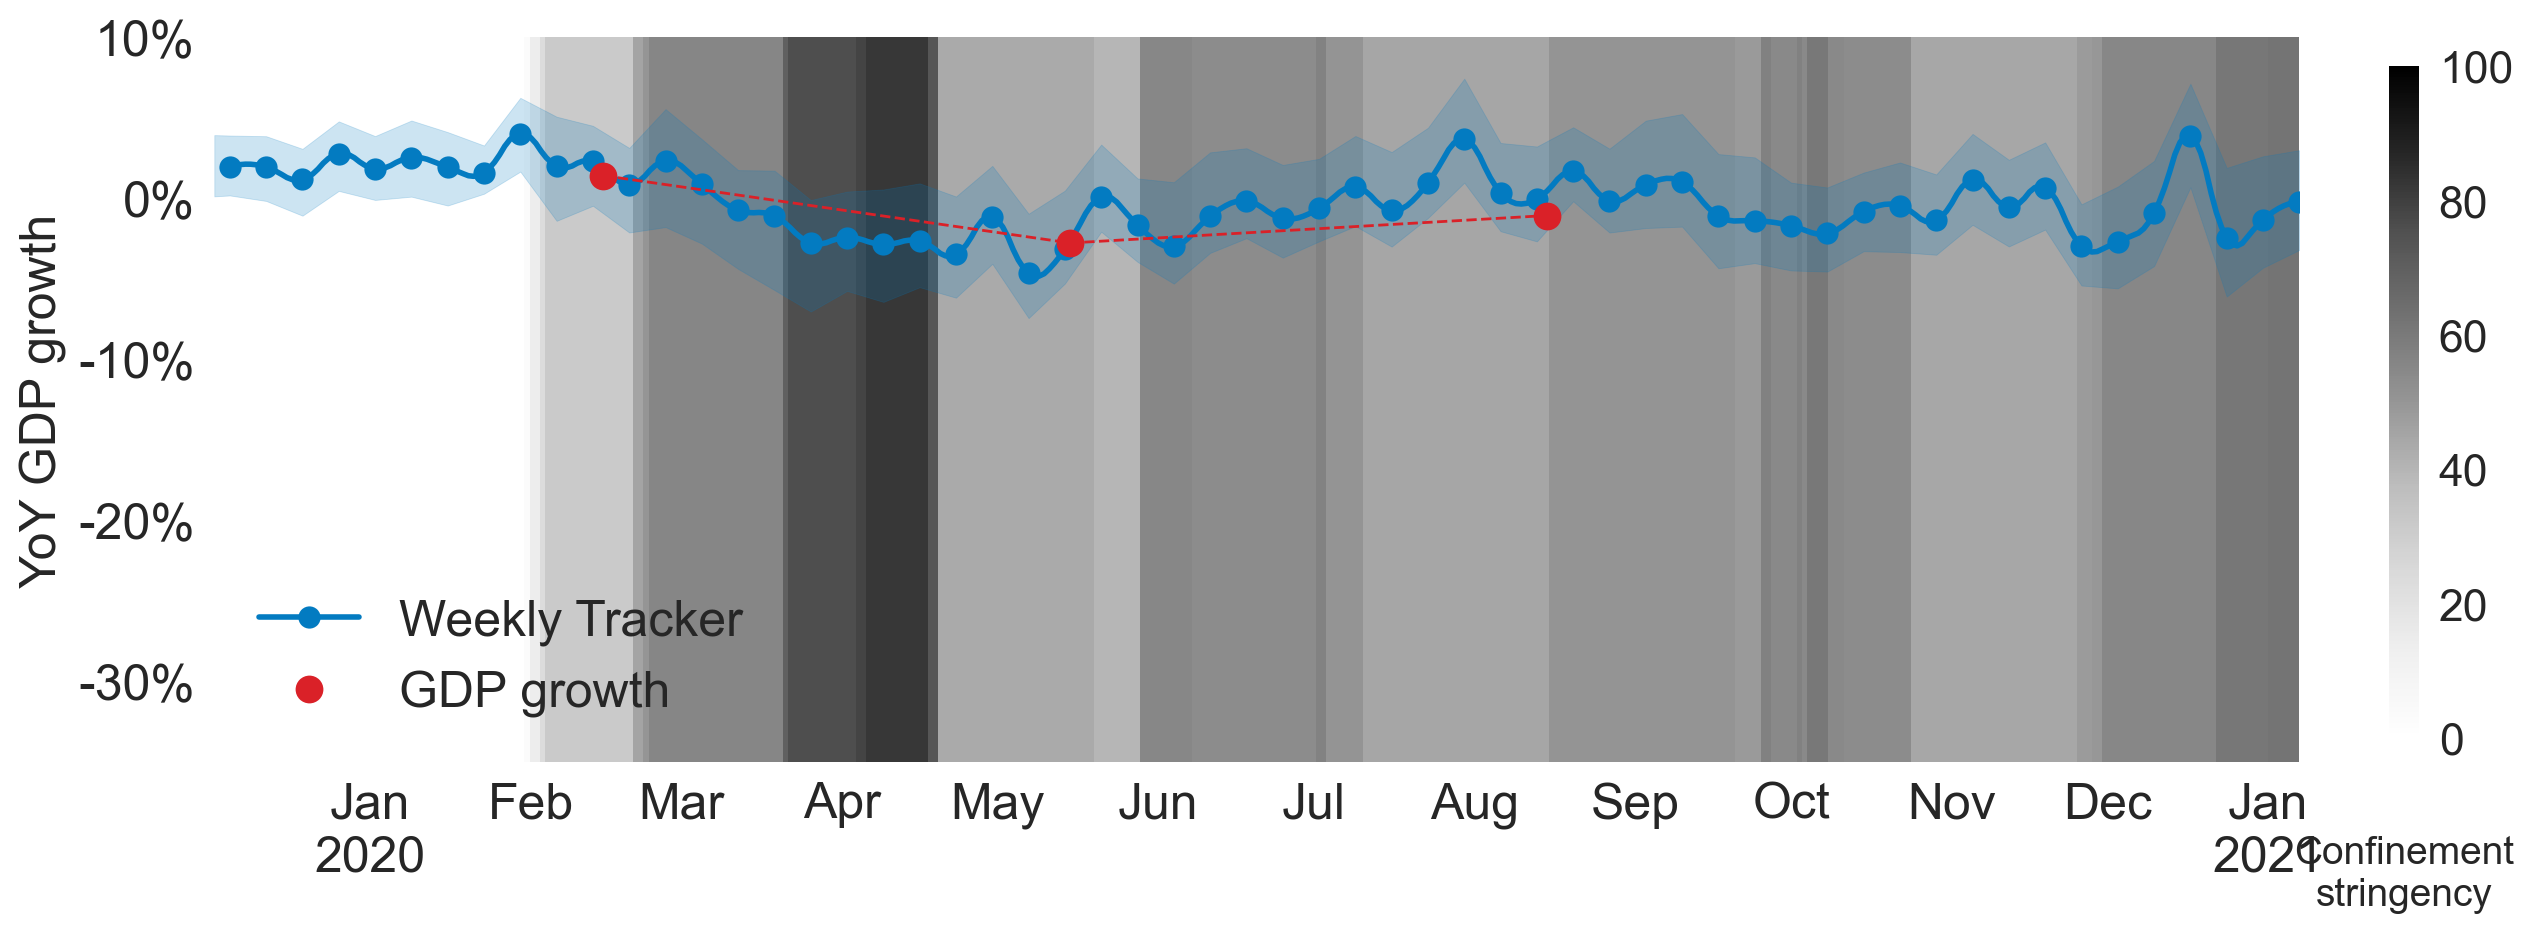 10%
0%
-10%
-20%
-30%
YoY GDP growth
Weekly Tracker
GDP growth
Jan
2020
Feb
Mar
Apr
May
Jun
Jul
Aug
Sep
Oct
Nov
Dec
Jan
2021
100
80
60
40
20
0
Confinement
stringency